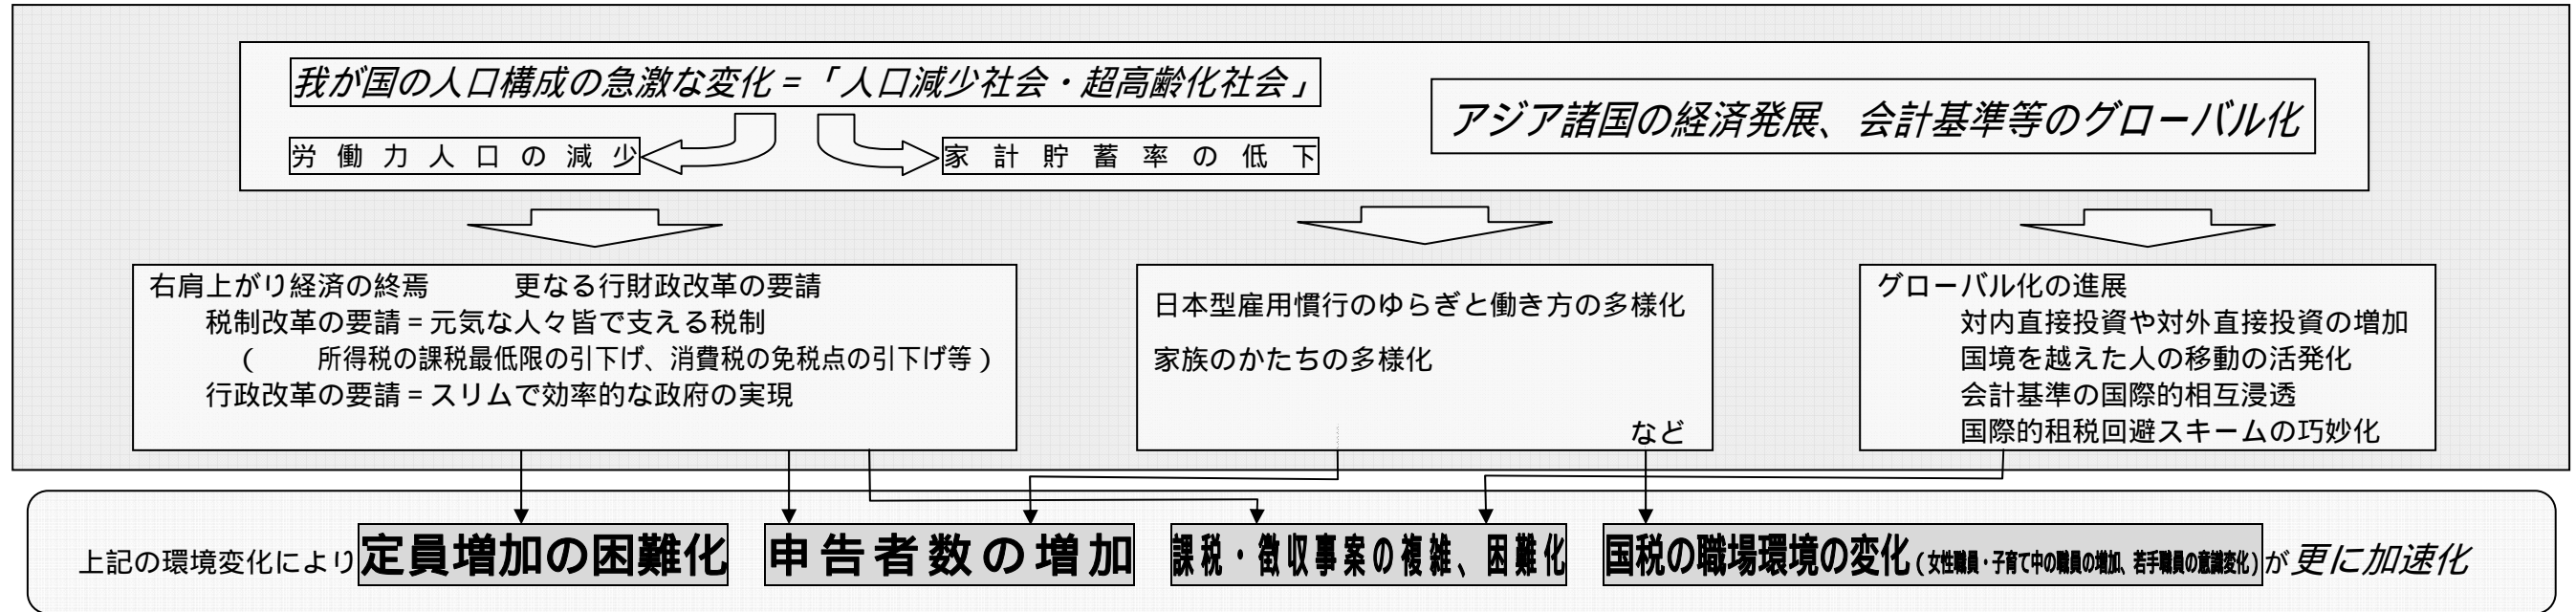 我が国の人口構成の急激な変化＝「人口減少社会・超高齢化社会」
アジア諸国の経済発展、会計基準等のグローバル化
労働力人口の減少
家計貯蓄率の低下
右肩上がり経済の終焉　　　更なる行財政改革の要請
税制改革の要請＝元気な人々皆で支える税制
（　　所得税の課税最低限の引下げ、消費税の免税点の引下げ等）
行政改革の要請＝スリムで効率的な政府の実現
日本型雇用慣行のゆらぎと働き方の多様化
家族のかたちの多様化
など
グローバル化の進展
対内直接投資や対外直接投資の増加
国境を越えた人の移動の活発化
会計基準の国際的相互浸透
国際的租税回避スキームの巧妙化
上記の環境変化により 定員増加の困難化 申告者数の増加 課税・徴収事案の複雑、困難化 国税の職場環境の変化（女性職員・子育て中の職員の増加、若手職員の意識変化）が更に加速化